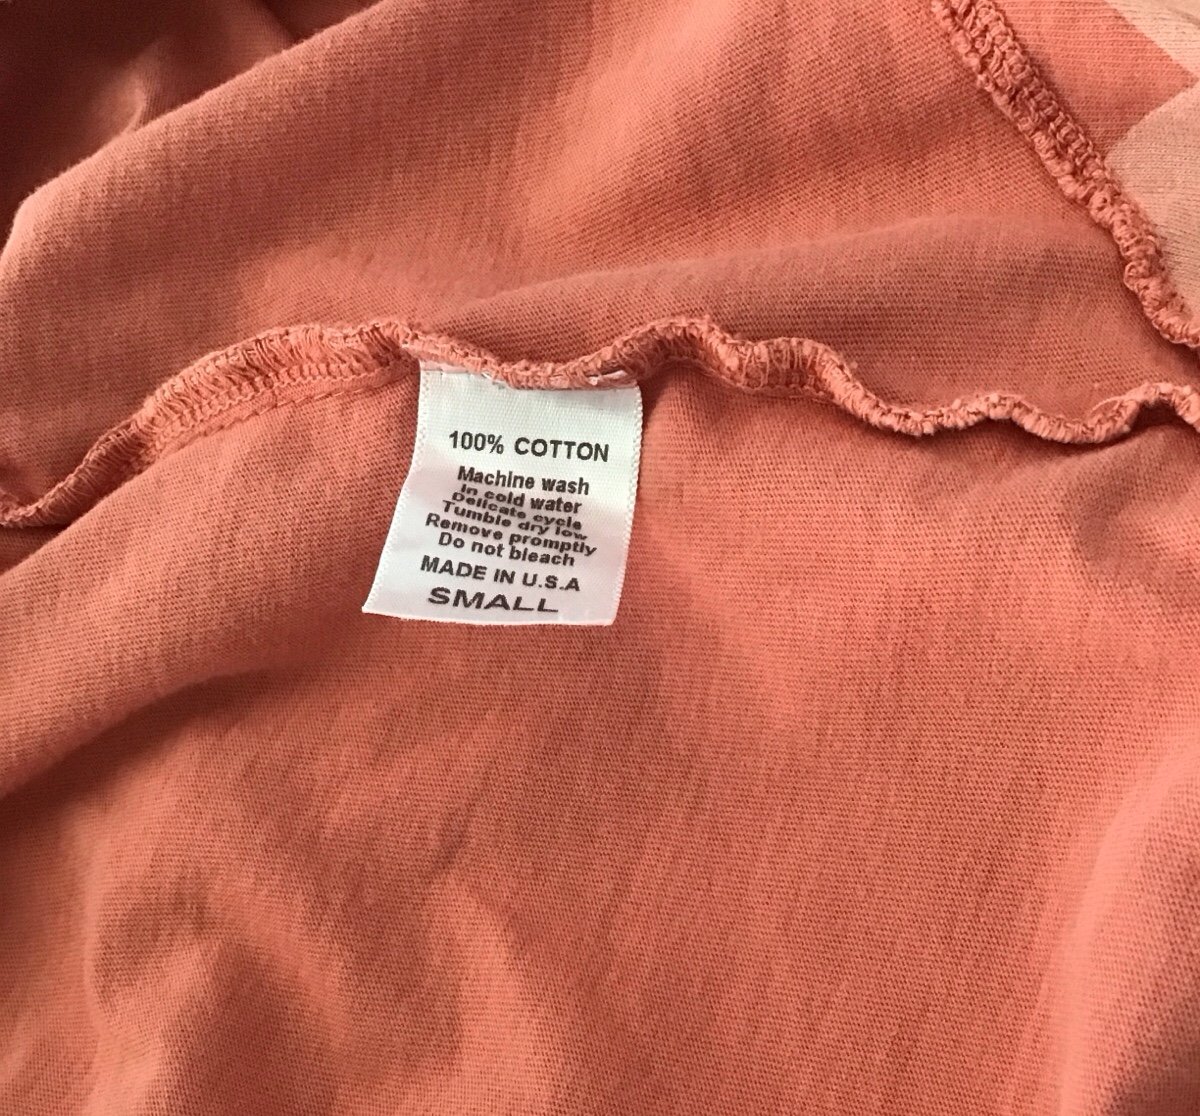 100% COTTON
Machine wash
In cold water
Delicate cycle
Tumble dry low
Remove promptly
Do not bleach
MADE IN U.S.A
SMALL